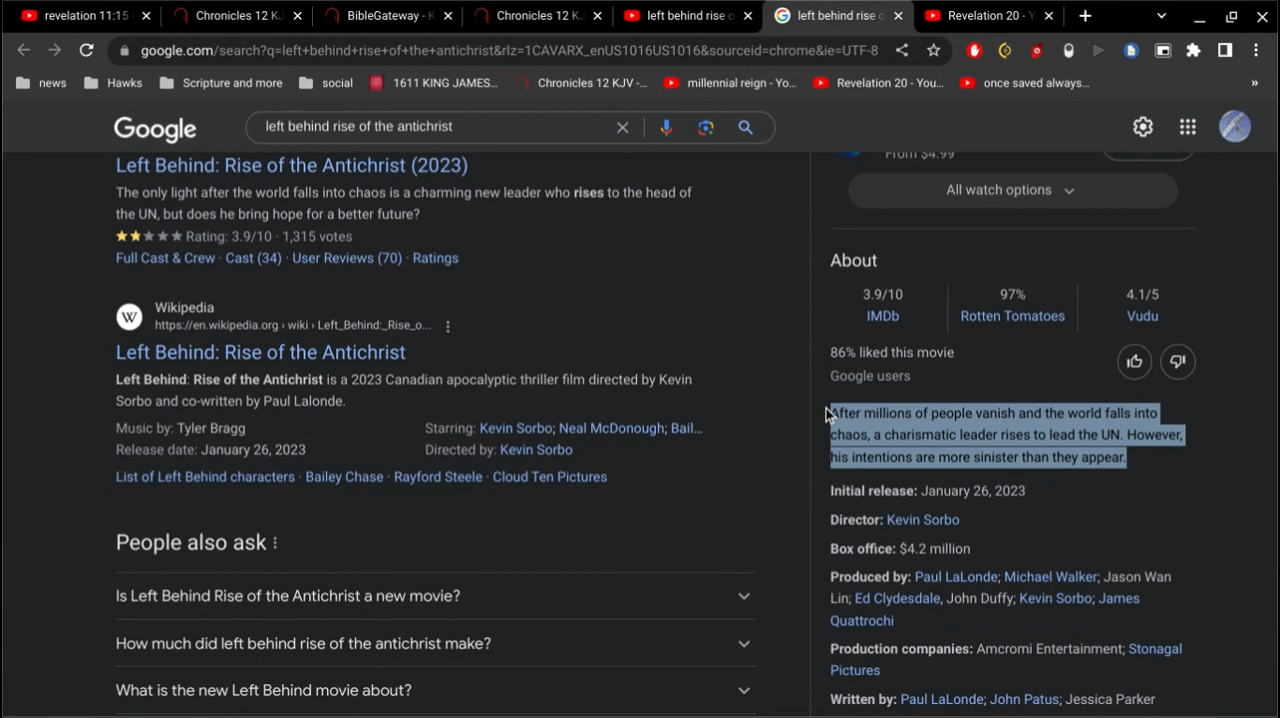 revelation 11:15
Chronicles 12 KJ
BibleGateway - K
Chronicles 12 K
left behind rise o
left behind rise o
Revelation 20 -
google.com/search?q=left+behind+rise+of+the+antichrist&rlz=1CAVARX_enUS1016US1016&sourceid=chrome&ie=UTF-8
news
Hawks
Scripture and more
social
1611 KING JAMES...
Chronicles 12 KJV -...
millennial reign - Yo...
Revelation 20 - You...
once saved always...
»
Google
left behind rise of the antichrist
Left Behind: Rise of the Antichrist (2023)
The only light after the world falls into chaos is a charming new leader who rises to the head of
the UN, but does he bring hope for a better future?
Rating: 3.9/10 · 1,315 votes
Full Cast & Crew · Cast (34) · User Reviews (70) · Ratings
W
Wikipedia
https://en.wikipedia.org › wiki › Left_Behind:_Rise_o...
Left Behind: Rise of the Antichrist
Left Behind: Rise of the Antichrist is a 2023 Canadian apocalyptic thriller film directed by Kevin
Sorbo and co-written by Paul Lalonde.
Music by: Tyler Bragg
Starring: Kevin Sorbo; Neal McDonough; Bail...
Release date: January 26, 2023
Directed by: Kevin Sorbo
List of Left Behind characters · Bailey Chase · Rayford Steele · Cloud Ten Pictures
People also ask
Is Left Behind Rise of the Antichrist a new movie?
How much did left behind rise of the antichrist make?
What is the new Left Behind movie about?
From $4.99
All watch options
About
3.9/10
IMDb
97%
Rotten Tomatoes
4.1/5
Vudu
86% liked this movie
Google users
After millions of people vanish and the world falls into
chaos, a charismatic leader rises to lead the UN. However,
his intentions are more sinister than they appear.
Initial release: January 26, 2023
Director: Kevin Sorbo
Box office: $4.2 million
Produced by: Paul LaLonde; Michael Walker; Jason Wan
Lin; Ed Clydesdale, John Duffy; Kevin Sorbo; James
Quattrochi
Production companies: Amcromi Entertainment; Stonagal
Pictures
Written by: Paul LaLonde; John Patus; Jessica Parker